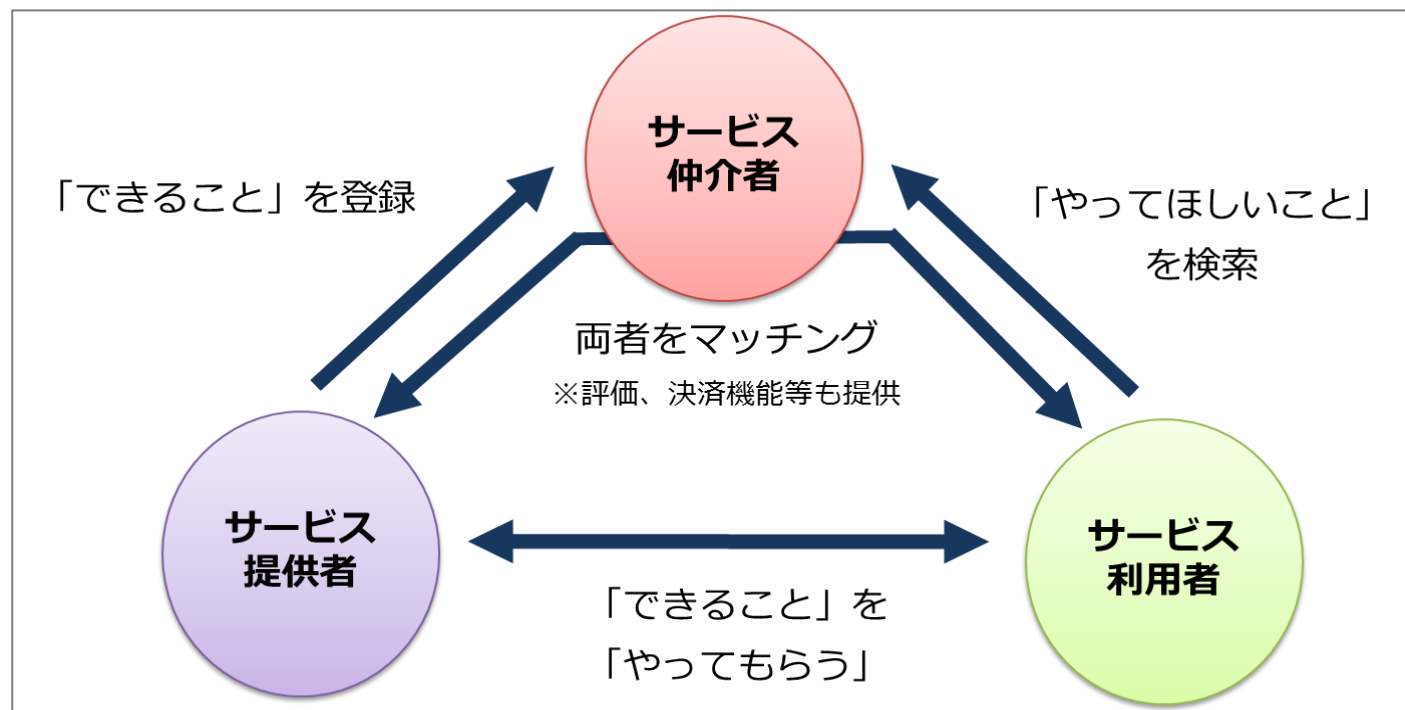 サービス
仲介者
「できること」を登録
「やってほしいこと」
を検索
両者をマッチング
※評価、決済機能等も提供
サービス
提供者
サービス
利用者
「できること」を
「やってもらう」